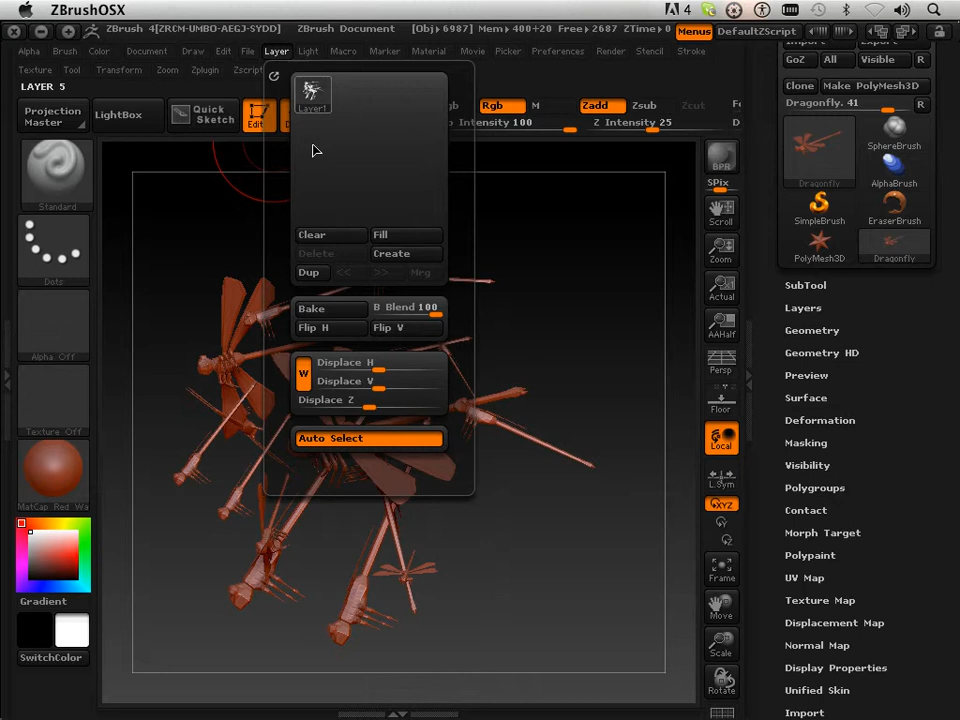 ZBrushOSX
4
ZBrush 4[ZRCM-UMBO-AEGJ-SYDD]
ZBrush Document
[Obj▸6987] Mem▸400+20 Free▸2687 ZTime▸0
Menus
DefaultZScript
Alpha
Brush
Color
Document
Draw
Edit
File
Layer
Light
Macro
Marker
Material
Movie
Picker
Preferences
Render
Stencil
Stroke
Texture
Tool
Transform
Zoom
Zplugin
Zscript
LAYER 5
Projection
Master
LightBox
Quick
Sketch
Edit
Rgb
M
Zadd
Zsub
Zcut
Intensity 100
Z Intensity 25
Layer1
Clear
Fill
Delete
Create
Dup
<<
>>
Mrg
Bake
B Blend 100
Flip H
Flip V
W
Displace H
Displace V
Displace Z
Auto Select
Standard
Dots
Alpha Off
Texture Off
MatCap Red Wa
Gradient
SwitchColor
BPR
SPix
Scroll
Zoom
Actual
AAHalf
Persp
Floor
Local
L.Sym
XYZ
Frame
Move
Scale
Rotate
Import
Export
GoZ
All
Visible
R
Clone
Make PolyMesh3D
Dragonfly. 41
R
Dragonfly
SphereBrush
AlphaBrush
SimpleBrush
EraserBrush
PolyMesh3D
Dragonfly
SubTool
Layers
Geometry
Geometry HD
Preview
Surface
Deformation
Masking
Visibility
Polygroups
Contact
Morph Target
Polypaint
UV Map
Texture Map
Displacement Map
Normal Map
Display Properties
Unified Skin
Import